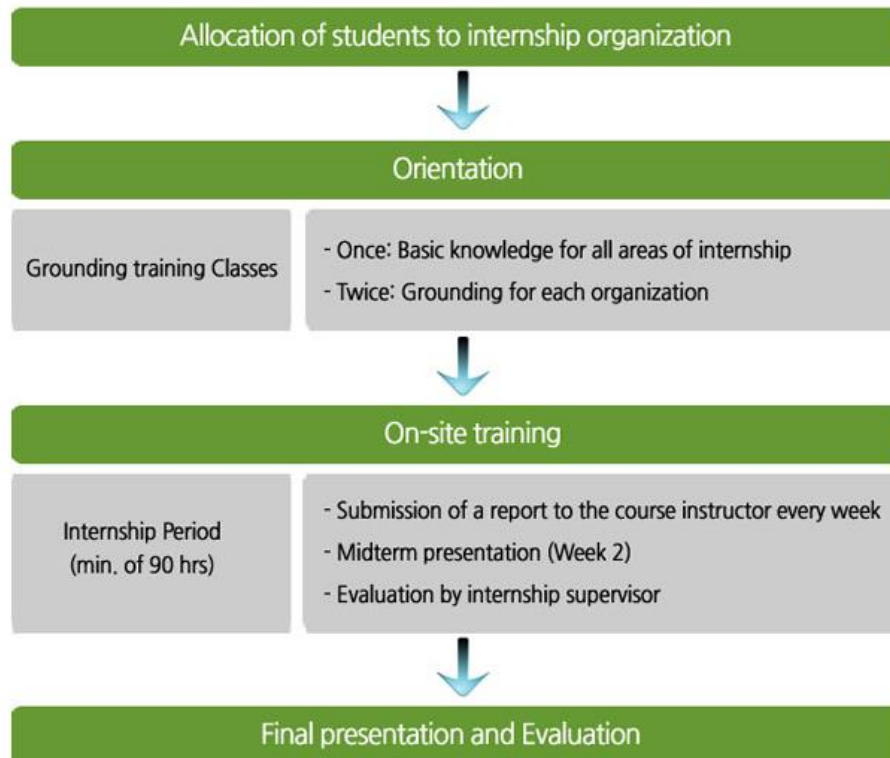 Allocation of students to internship organization
Orientation
Grounding training Classes
- Once: Basic knowledge for all areas of internship
- Twice: Grounding for each organization
On-site training
Internship Period
(min. of 90 hrs)
- Submission of a report to the course instructor every week
- Midterm presentation (Week 2)
- Evaluation by internship supervisor
Final presentation and Evaluation